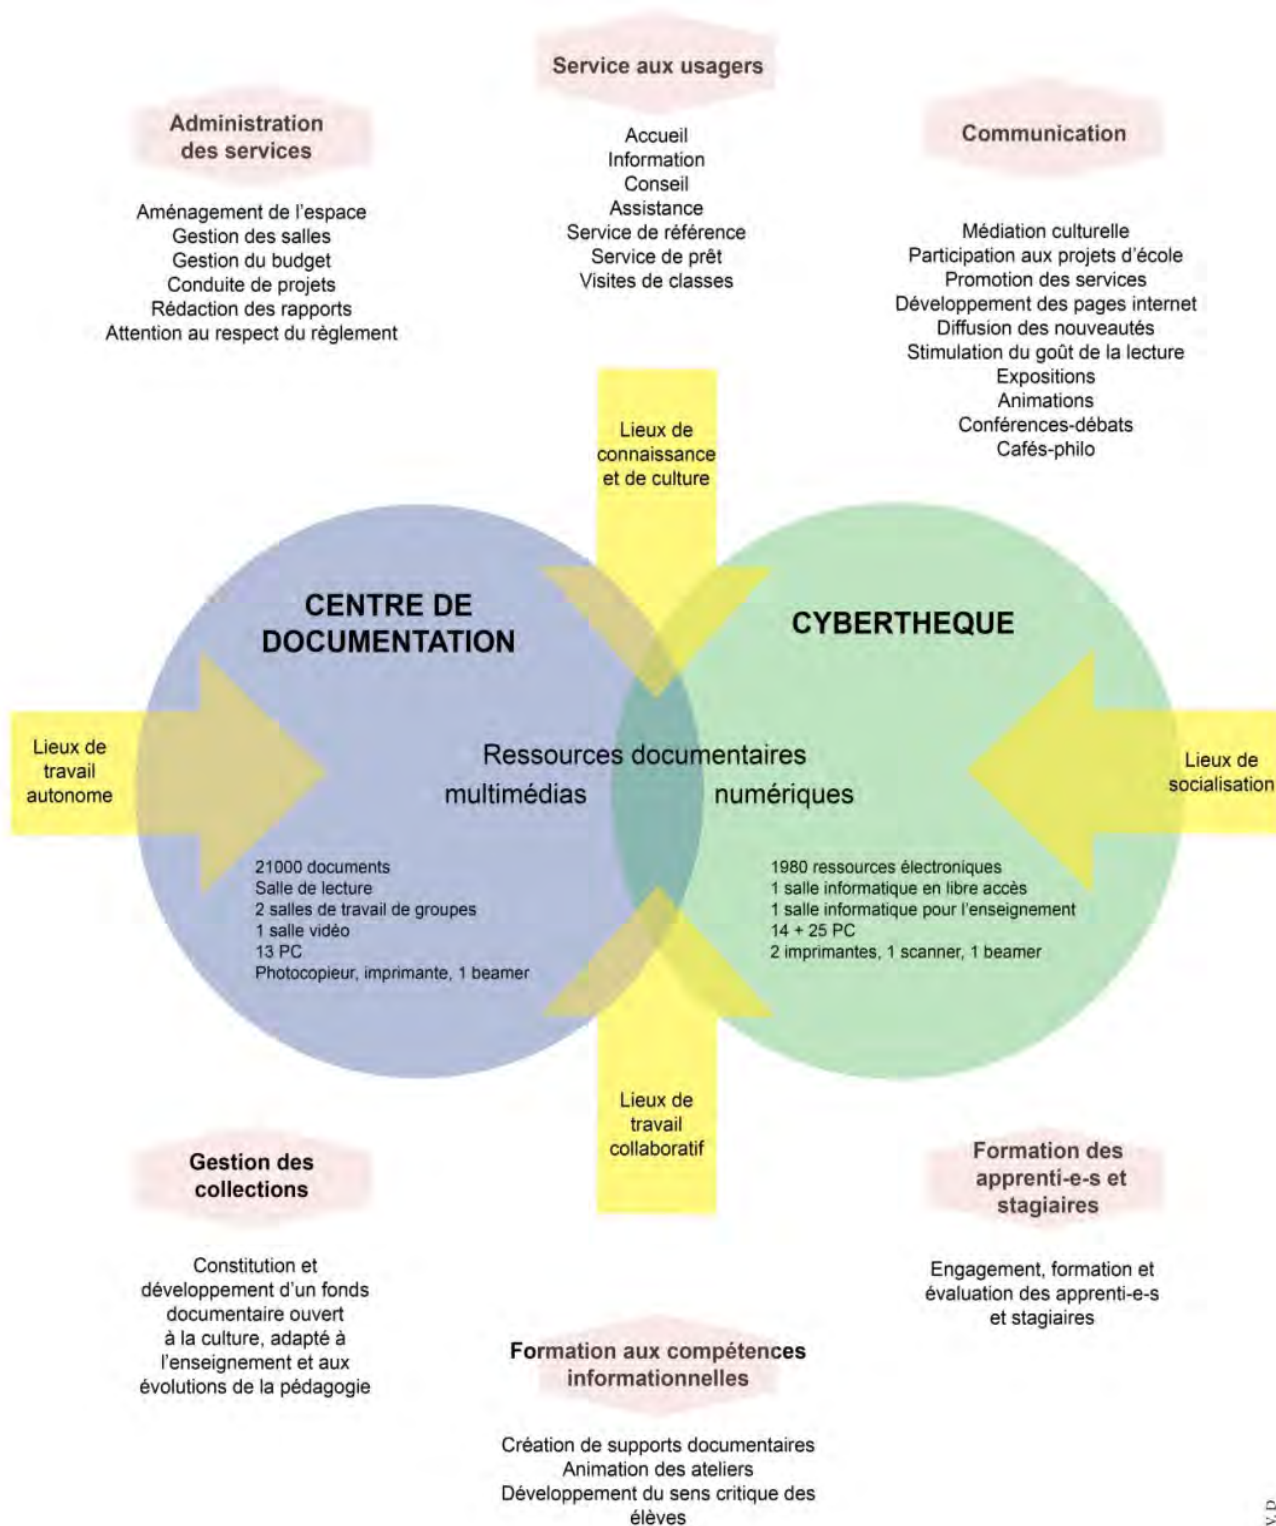 Service aux usagers
Accueil
Information
Conseil
Assistance
Service de référence
Service de prêt
Visites de classes
Administration
des services
Aménagement de l'espace
Gestion des salles
Gestion du budget
Conduite de projets
Rédaction des rapports
Attention au respect du règlement
Communication
Médiation culturelle
Participation aux projets d'école
Promotion des services
Développement des pages internet
Diffusion des nouveautés
Stimulation du goût de la lecture
Expositions
Animations
Conférences-débats
Cafés-philo
Lieux de
connaissance
et de culture
CENTRE DE
DOCUMENTATION
CYBERTHEQUE
Lieux de
travail
autonome
Ressources documentaires
multimédias numériques
Lieux de
socialisation
21000 documents
Salle de lecture
2 salles de travail de groupes
1 salle vidéo
13 PC
Photocopieur, imprimante, 1 beamer
1980 ressources électroniques
1 salle informatique en libre accès
1 salle informatique pour l'enseignement
14 + 25 PC
2 imprimantes, 1 scanner, 1 beamer
Lieux de
travail
collaboratif
Gestion des
collections
Constitution et
développement d'un fonds
documentaire ouvert
à la culture, adapté à
l'enseignement et aux
évolutions de la pédagogie
Formation aux compétences
informationnelles
Création de supports documentaires
Animation des ateliers
Développement du sens critique des
élèves
Formation des
apprenti-e-s et
stagiaires
Engagement, formation et
évaluation des apprenti-e-s
et stagiaires
V.D